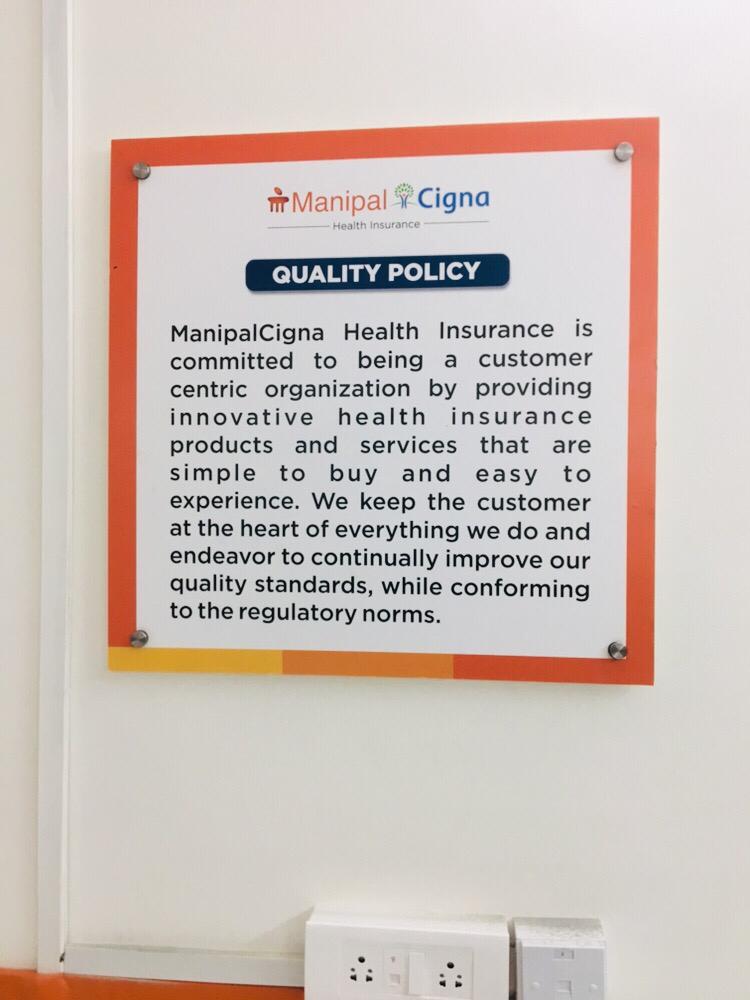 Manipal Cigna
Health Insurance
QUALITY POLICY
ManipalCigna Health Insurance is
committed to being a customer
centric organization by providing
innovative health insurance
products and services that are
simple to buy and easy to
experience. We keep the customer
at the heart of everything we do and
endeavor to continually improve our
quality standards, while conforming
to the regulatory norms.